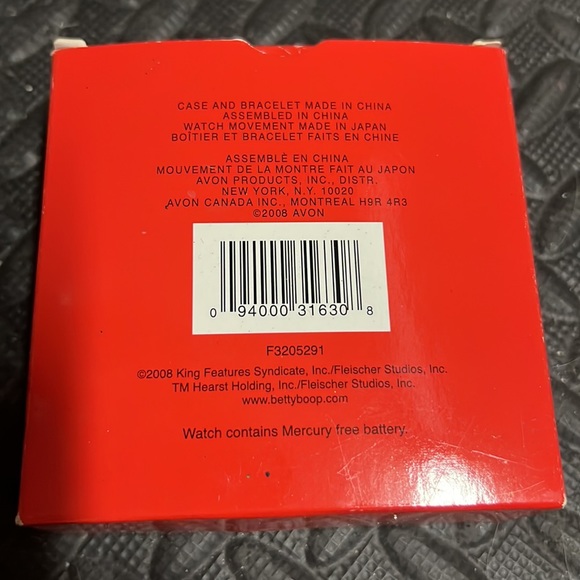 CASE AND BRACELET MADE IN CHINA
ASSEMBLED IN CHINA
WATCH MOVEMENT MADE IN JAPAN
BOÎTIER ET BRACELET FAITS EN CHINE
ASSEMBLÉ EN CHINA
MOUVEMENT DE LA MONTRE FAIT AU JAPON
AVON PRODUCTS, INC., DISTR.
NEW YORK, N.Y. 10020
AVON CANADA INC., MONTREAL H9R 4R3
©2008 AVON
0 94000 31630 8
F3205291
©2008 King Features Syndicate, Inc./Fleischer Studios, Inc.
TM Hearst Holding, Inc./Fleischer Studios, Inc.
www.bettyboop.com
Watch contains Mercury free battery.